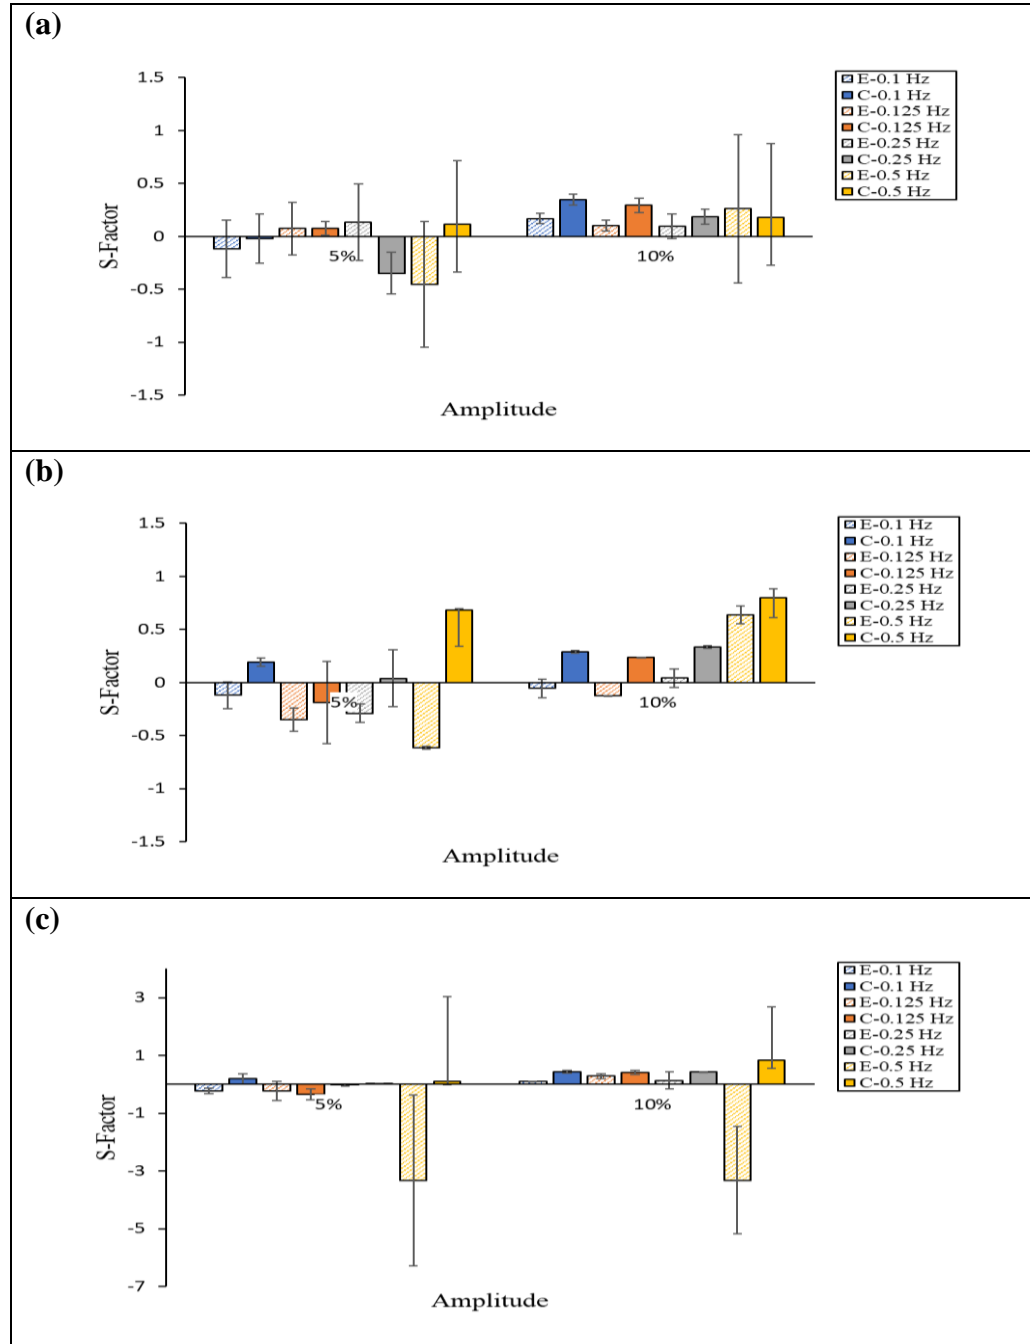 (a)
1.5
1
0.5
0
-0.5
-1
-1.5
S-Factor
5%
10%
Amplitude
E-0.1 Hz
C-0.1 Hz
E-0.125 Hz
C-0.125 Hz
E-0.25 Hz
C-0.25 Hz
E-0.5 Hz
C-0.5 Hz
(b)
1.5
1
0.5
0
-0.5
-1
-1.5
S-Factor
5%
10%
Amplitude
E-0.1 Hz
C-0.1 Hz
E-0.125 Hz
C-0.125 Hz
E-0.25 Hz
C-0.25 Hz
E-0.5 Hz
C-0.5 Hz
(c)
3
1
-1
-3
-5
-7
S-Factor
5%
10%
Amplitude
E-0.1 Hz
C-0.1 Hz
E-0.125 Hz
C-0.125 Hz
E-0.25 Hz
C-0.25 Hz
E-0.5 Hz
C-0.5 Hz